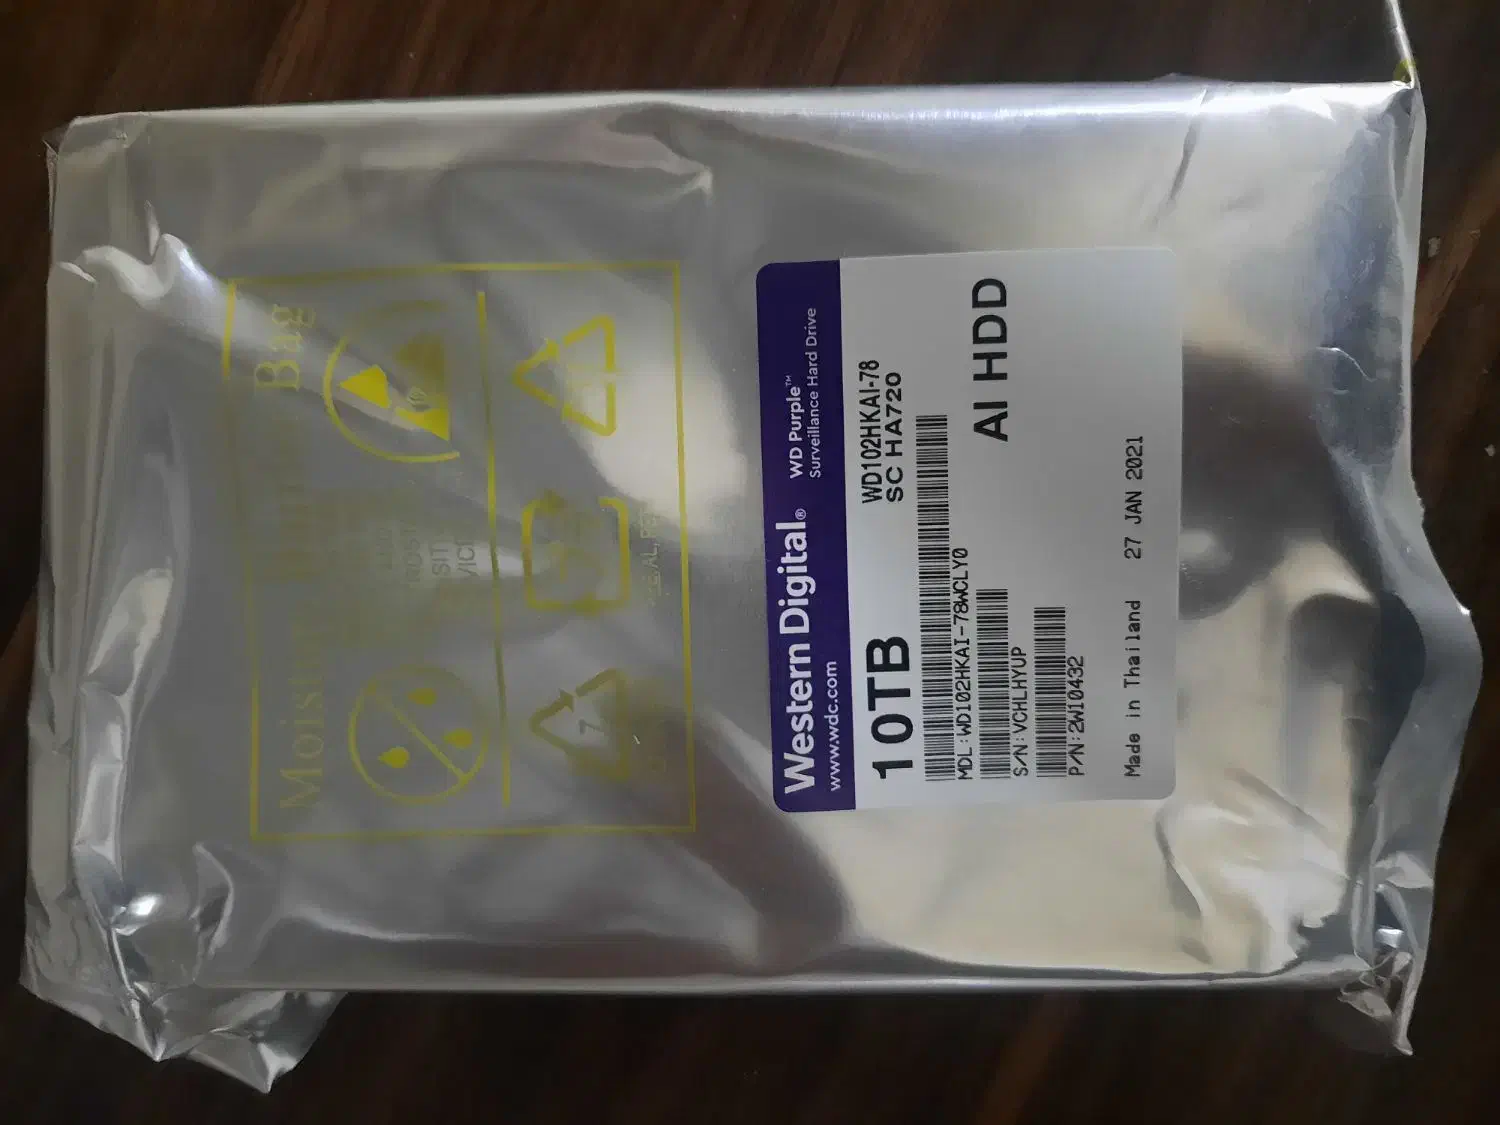 Western Digital®
www.wdc.com
WD Purple™
Surveillance Hard Drive
10TB
WD102HKAI-78
SC HA720
MDL:WD102HKAI-78WCLY0
AI HDD
S/N:VCHLHYUP
P/N:2W10432
Made in Thailand 27 JAN 2021
Bag
7